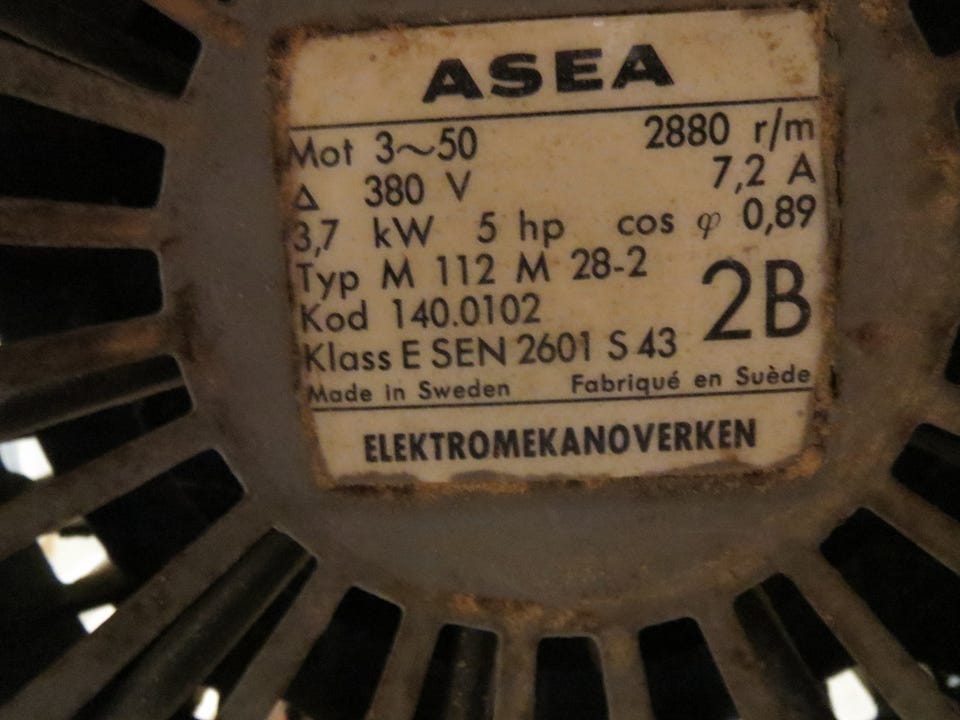 ASEA
Mot 3~50 2880 r/m
Δ 380 V 7,2 A
3,7 kW 5 hp cos φ 0,89
Typ M 112 M 28-2
Kod 140.0102 2B
Klass E SEN 2601 S 43
Made in Sweden Fabriqué en Suède
ELEKTROMEKANOVERKEN